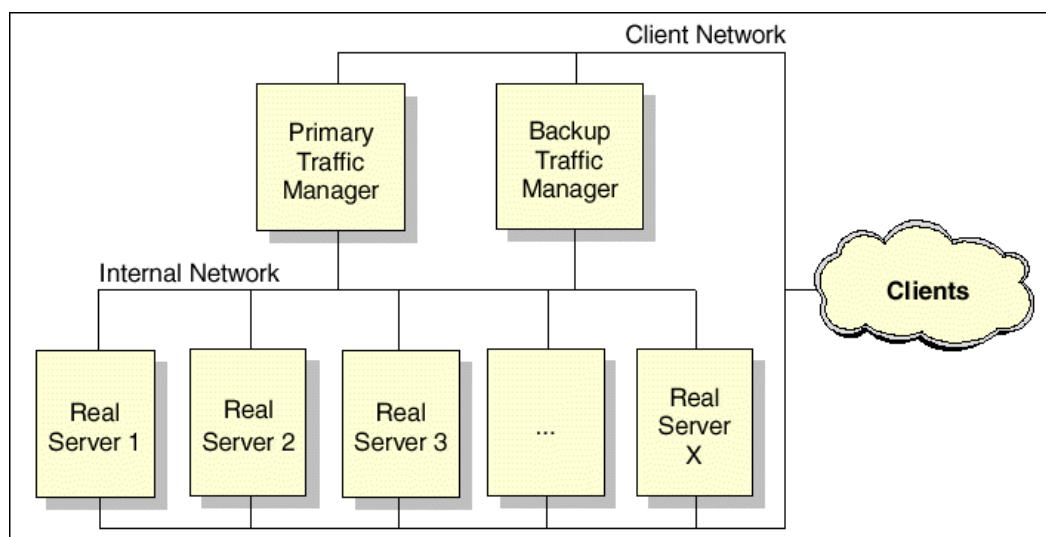 Client Network
Primary
Traffic
Manager
Backup
Traffic
Manager
Internal Network
Clients
Real
Server 1
Real
Server 2
Real
Server 3
...
Real
Server
X